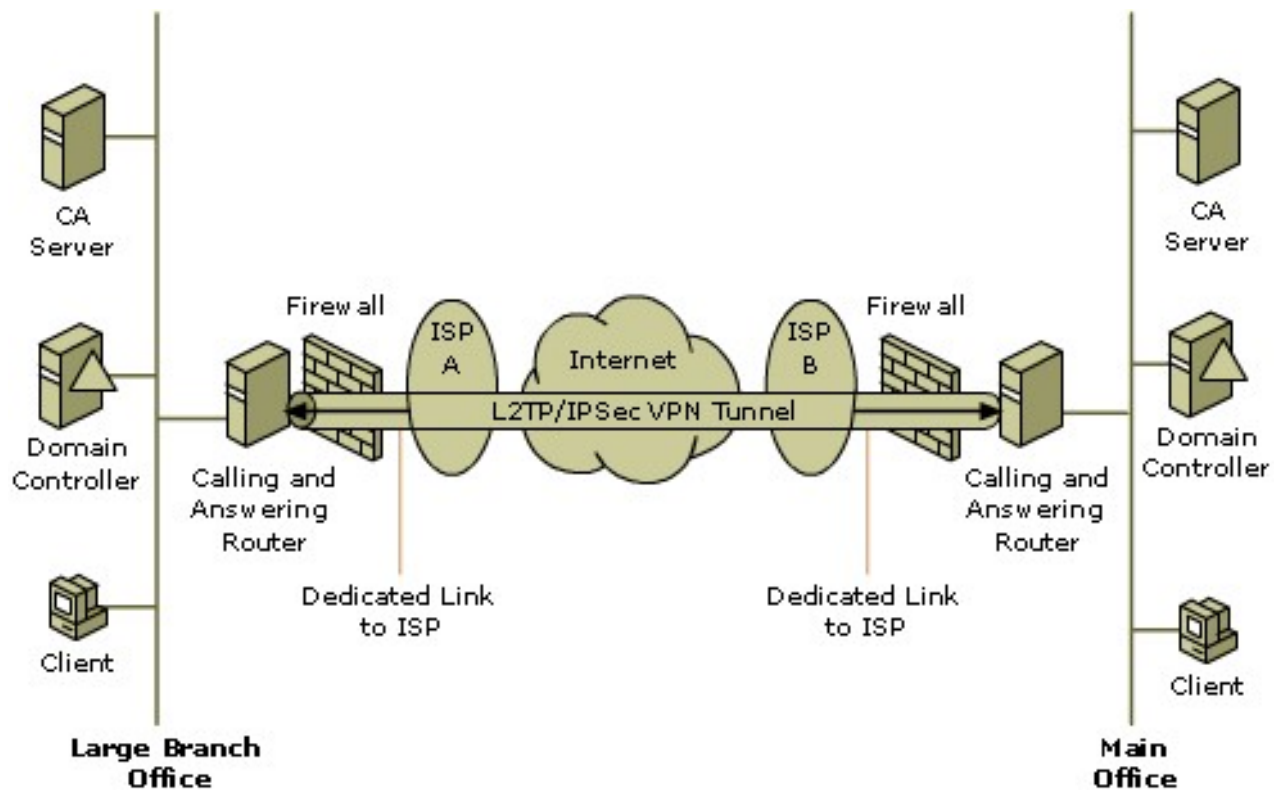 CA
Server
Domain
Controller
Client
Large Branch
Office
Firewall
Calling and
Answering
Router
ISP
A
Dedicated Link
to ISP
Internet
L2TP/IPSec VPN Tunnel
ISP
B
Dedicated Link
to ISP
Firewall
Calling and
Answering
Router
CA
Server
Domain
Controller
Client
Main
Office